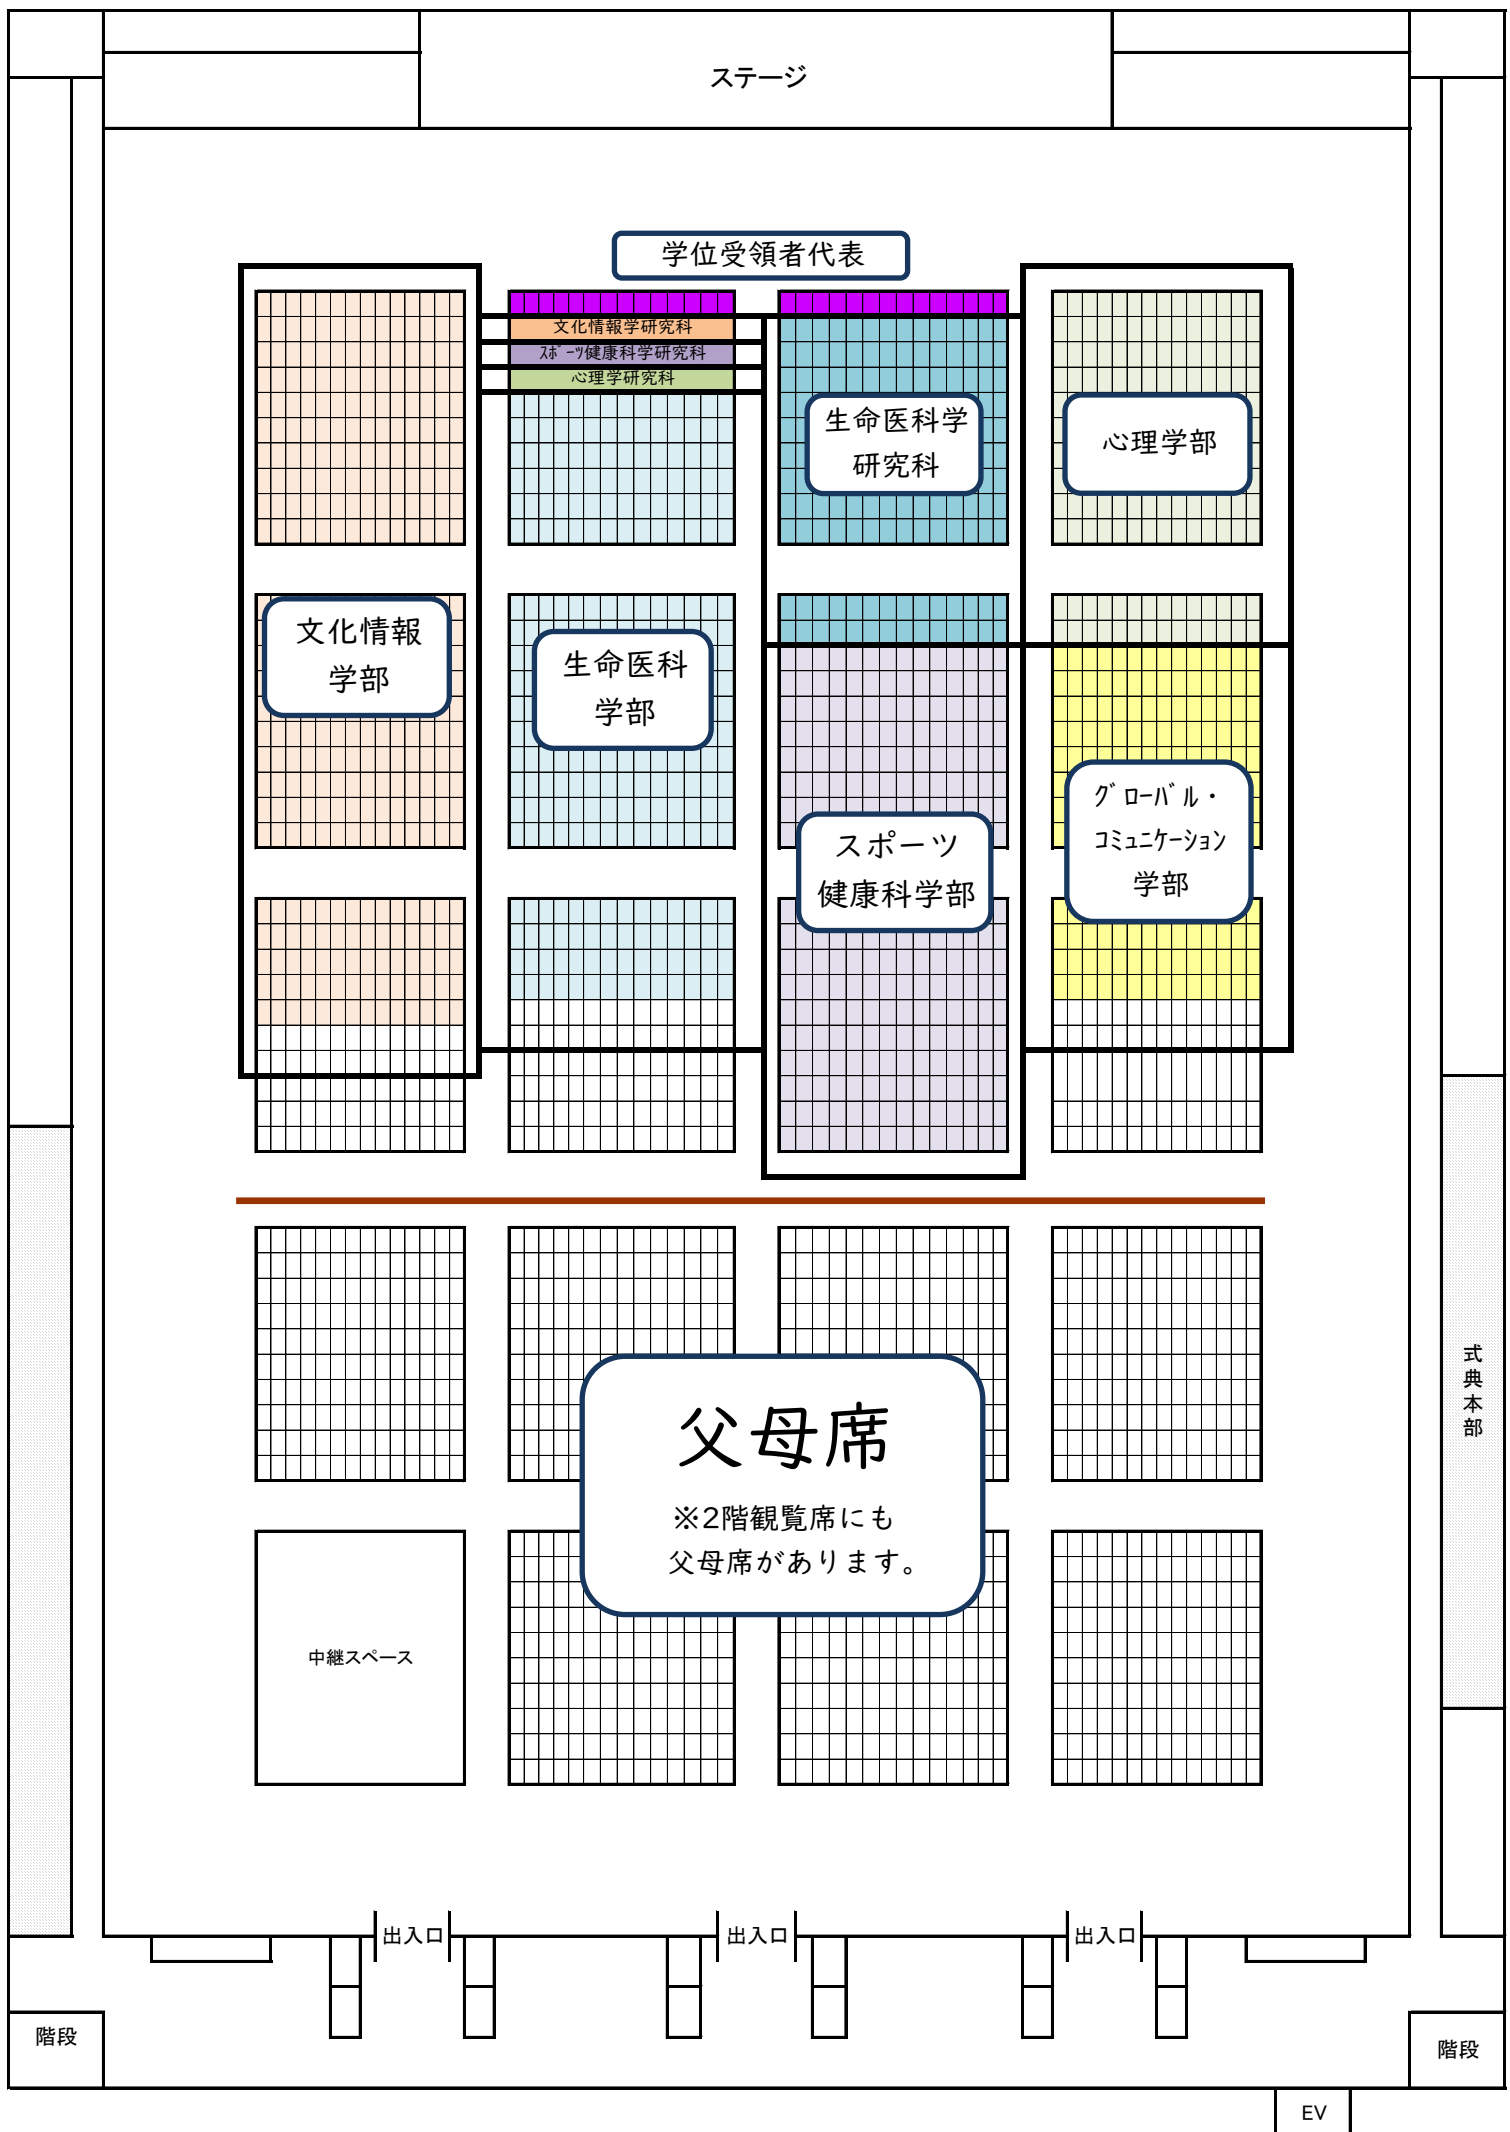 ステージ
学位受領者代表
文化情報学研究科
ｽﾎﾟｰﾂ健康科学研究科
心理学研究科
生命医科学
研究科
心理学部
文化情報
学部
生命医科
学部
スポーツ
健康科学部
ｸﾞﾛｰﾊﾞﾙ・
ｺﾐｭﾆｹｰｼｮﾝ
学部
父母席
※2階観覧席にも
父母席があります。
式典本部
中継スペース
出入口
出入口
出入口
階段
階段
EV